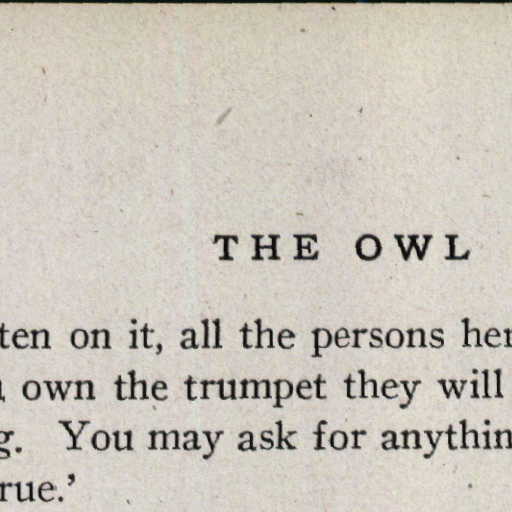 THE OWL
ten on it, all the persons her
own the trumpet they will
g. You may ask for anythin
rue.’